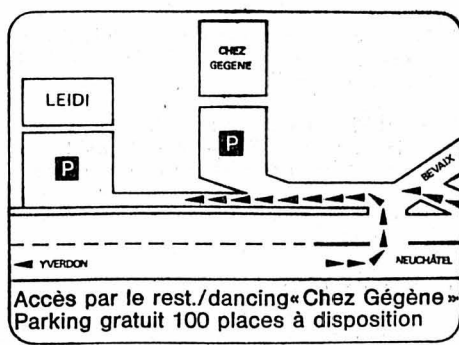 CHEZ
GEGENE
LEIDI
P
P
BEVAIX
YVERDON
NEUCHÂTEL
Accès par le rest./dancing«Chez Gégène»
Parking gratuit 100 places à disposition